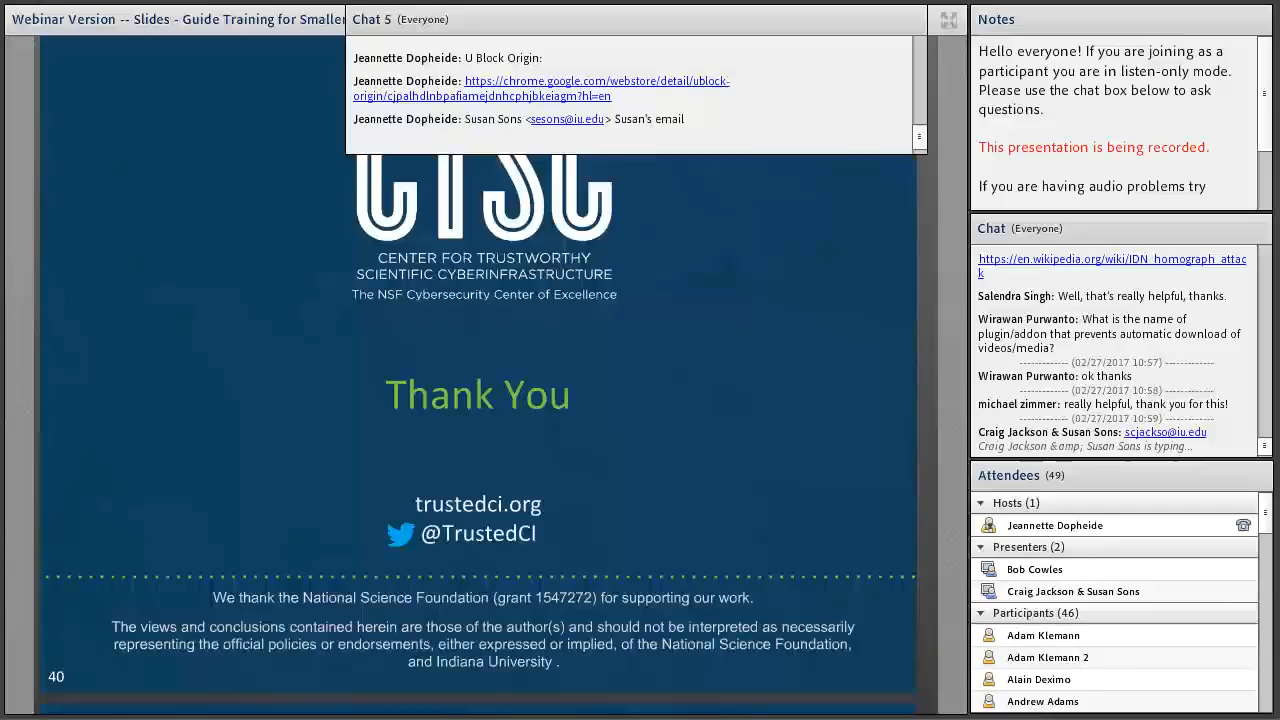 Webinar Version -- Slides - Guide Training for Smaller
Chat 5 (Everyone)
Jeannette Dopheide: U Block Origin:
Jeannette Dopheide: https://chrome.google.com/webstore/detail/ublock-
origin/cjpalhdlnbpafiamejdnhcphjbkeiagm?hl=en
Jeannette Dopheide: Susan Sons <sesons@iu.edu> Susan's email
CTSC
CENTER FOR TRUSTWORTHY
SCIENTIFIC CYBERINFRASTRUCTURE
The NSF Cybersecurity Center of Excellence
Thank You
trustedci.org
@TrustedCI
We thank the National Science Foundation (grant 1547272) for supporting our work.
The views and conclusions contained herein are those of the author(s) and should not be interpreted as necessarily
representing the official policies or endorsements, either expressed or implied, of the National Science Foundation,
and Indiana University .
40
Notes
Hello everyone! If you are joining as a
participant you are in listen-only mode.
Please use the chat box below to ask
questions.
This presentation is being recorded.
If you are having audio problems try
Chat (Everyone)
https://en.wikipedia.org/wiki/IDN_homograph_attac
k
Salendra Singh: Well, that's really helpful, thanks.
Wirawan Purwanto: What is the name of
plugin/addon that prevents automatic download of
videos/media?
------------- (02/27/2017 10:57) -------------
Wirawan Purwanto: ok thanks
------------- (02/27/2017 10:58) -------------
michael zimmer: really helpful, thank you for this!
------------- (02/27/2017 10:59) -------------
Craig Jackson & Susan Sons: scjackso@iu.edu
Craig Jackson &amp; Susan Sons is typing...
Attendees (49)
Hosts (1)
Jeannette Dopheide
Presenters (2)
Bob Cowles
Craig Jackson & Susan Sons
Participants (46)
Adam Klemann
Adam Klemann 2
Alain Deximo
Andrew Adams